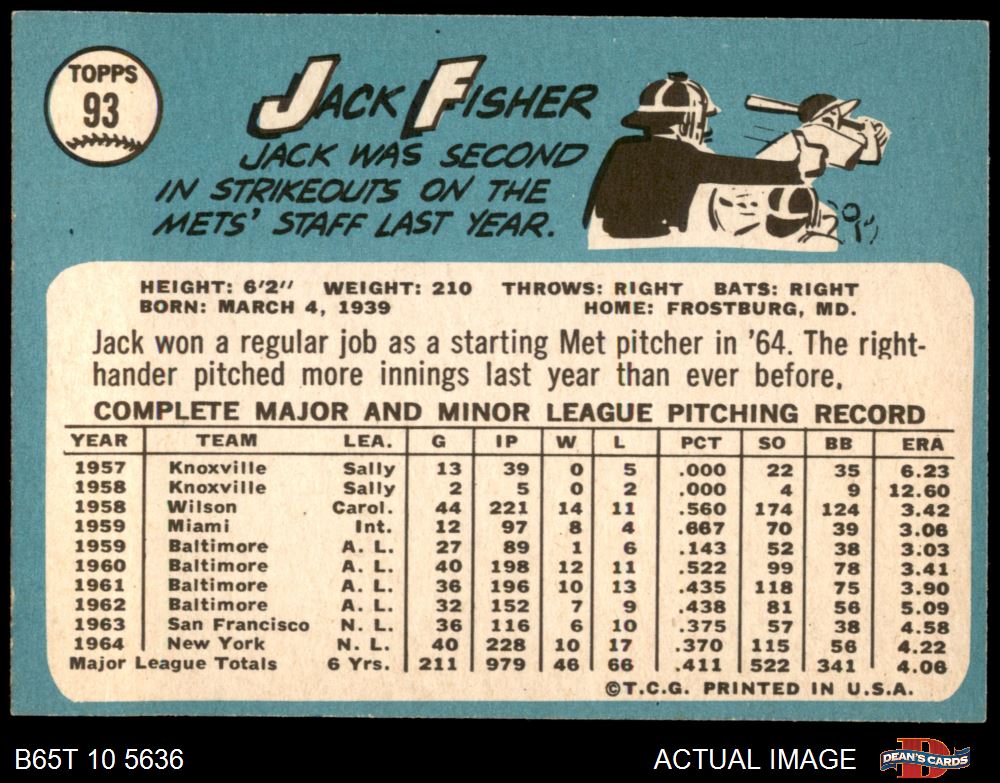 TOPPS
93
JACK FISHER
JACK WAS SECOND
IN STRIKEOUTS ON THE
METS' STAFF LAST YEAR.
HEIGHT: 6'2" WEIGHT: 210 THROWS: RIGHT BATS: RIGHT
BORN: MARCH 4, 1939 HOME: FROSTBURG, MD.
Jack won a regular job as a starting Met pitcher in '64. The right-
hander pitched more innings last year than ever before.
COMPLETE MAJOR AND MINOR LEAGUE PITCHING RECORD
YEAR TEAM LEA. G IP W L PCT SO BB ERA
1957 Knoxville Sally 13 39 0 5 .000 22 35 6.23
1958 Knoxville Sally 2 5 0 2 .000 4 9 12.60
1958 Wilson Carol. 44 221 14 11 .560 174 124 3.42
1959 Miami Int. 12 97 8 4 .667 70 39 3.06
1959 Baltimore A. L. 27 89 1 6 .143 52 38 3.03
1960 Baltimore A. L. 40 198 12 11 .522 99 78 3.41
1961 Baltimore A. L. 36 196 10 13 .435 118 75 3.90
1962 Baltimore A. L. 32 152 7 9 .438 81 56 5.09
1963 San Francisco N. L. 36 116 6 10 .375 57 38 4.58
1964 New York N. L. 40 228 10 17 .370 115 56 4.22
Major League Totals 6 Yrs. 211 979 46 66 .411 522 341 4.06
©T.C.G. PRINTED IN U.S.A.
B65T 10 5636 ACTUAL IMAGE DEAN'S CARDS